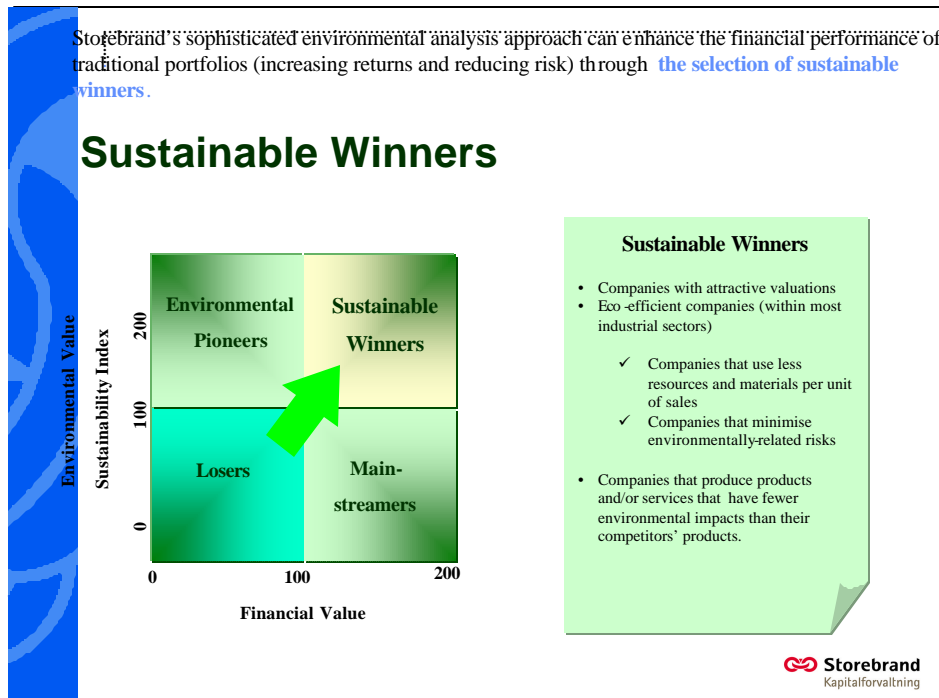 Storebrand's sophisticated environmental analysis approach can enhance the financial performance of
traditional portfolios (increasing returns and reducing risk) through the selection of sustainable
winners.
Sustainable Winners
Environmental Value
Sustainability Index
200
100
0
Environmental
Pioneers
Sustainable
Winners
Losers
Main-
streamers
0
100
200
Financial Value
Sustainable Winners
• Companies with attractive valuations
• Eco-efficient companies (within most
industrial sectors)
✓ Companies that use less
resources and materials per unit
of sales
✓ Companies that minimise
environmentally-related risks
• Companies that produce products
and/or services that have fewer
environmental impacts than their
competitors' products.
Storebrand
Kapitalforvaltning